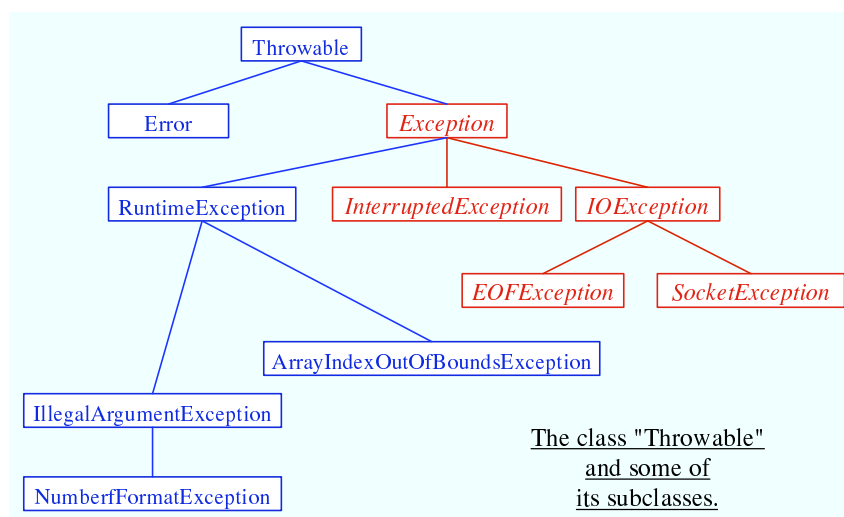 Throwable
Error
Exception
RuntimeException
InterruptedException
IOException
EOFException
SocketException
ArrayIndexOutOfBoundsException
IllegalArgumentException
NumberfFormatException
The class "Throwable"
and some of
its subclasses.